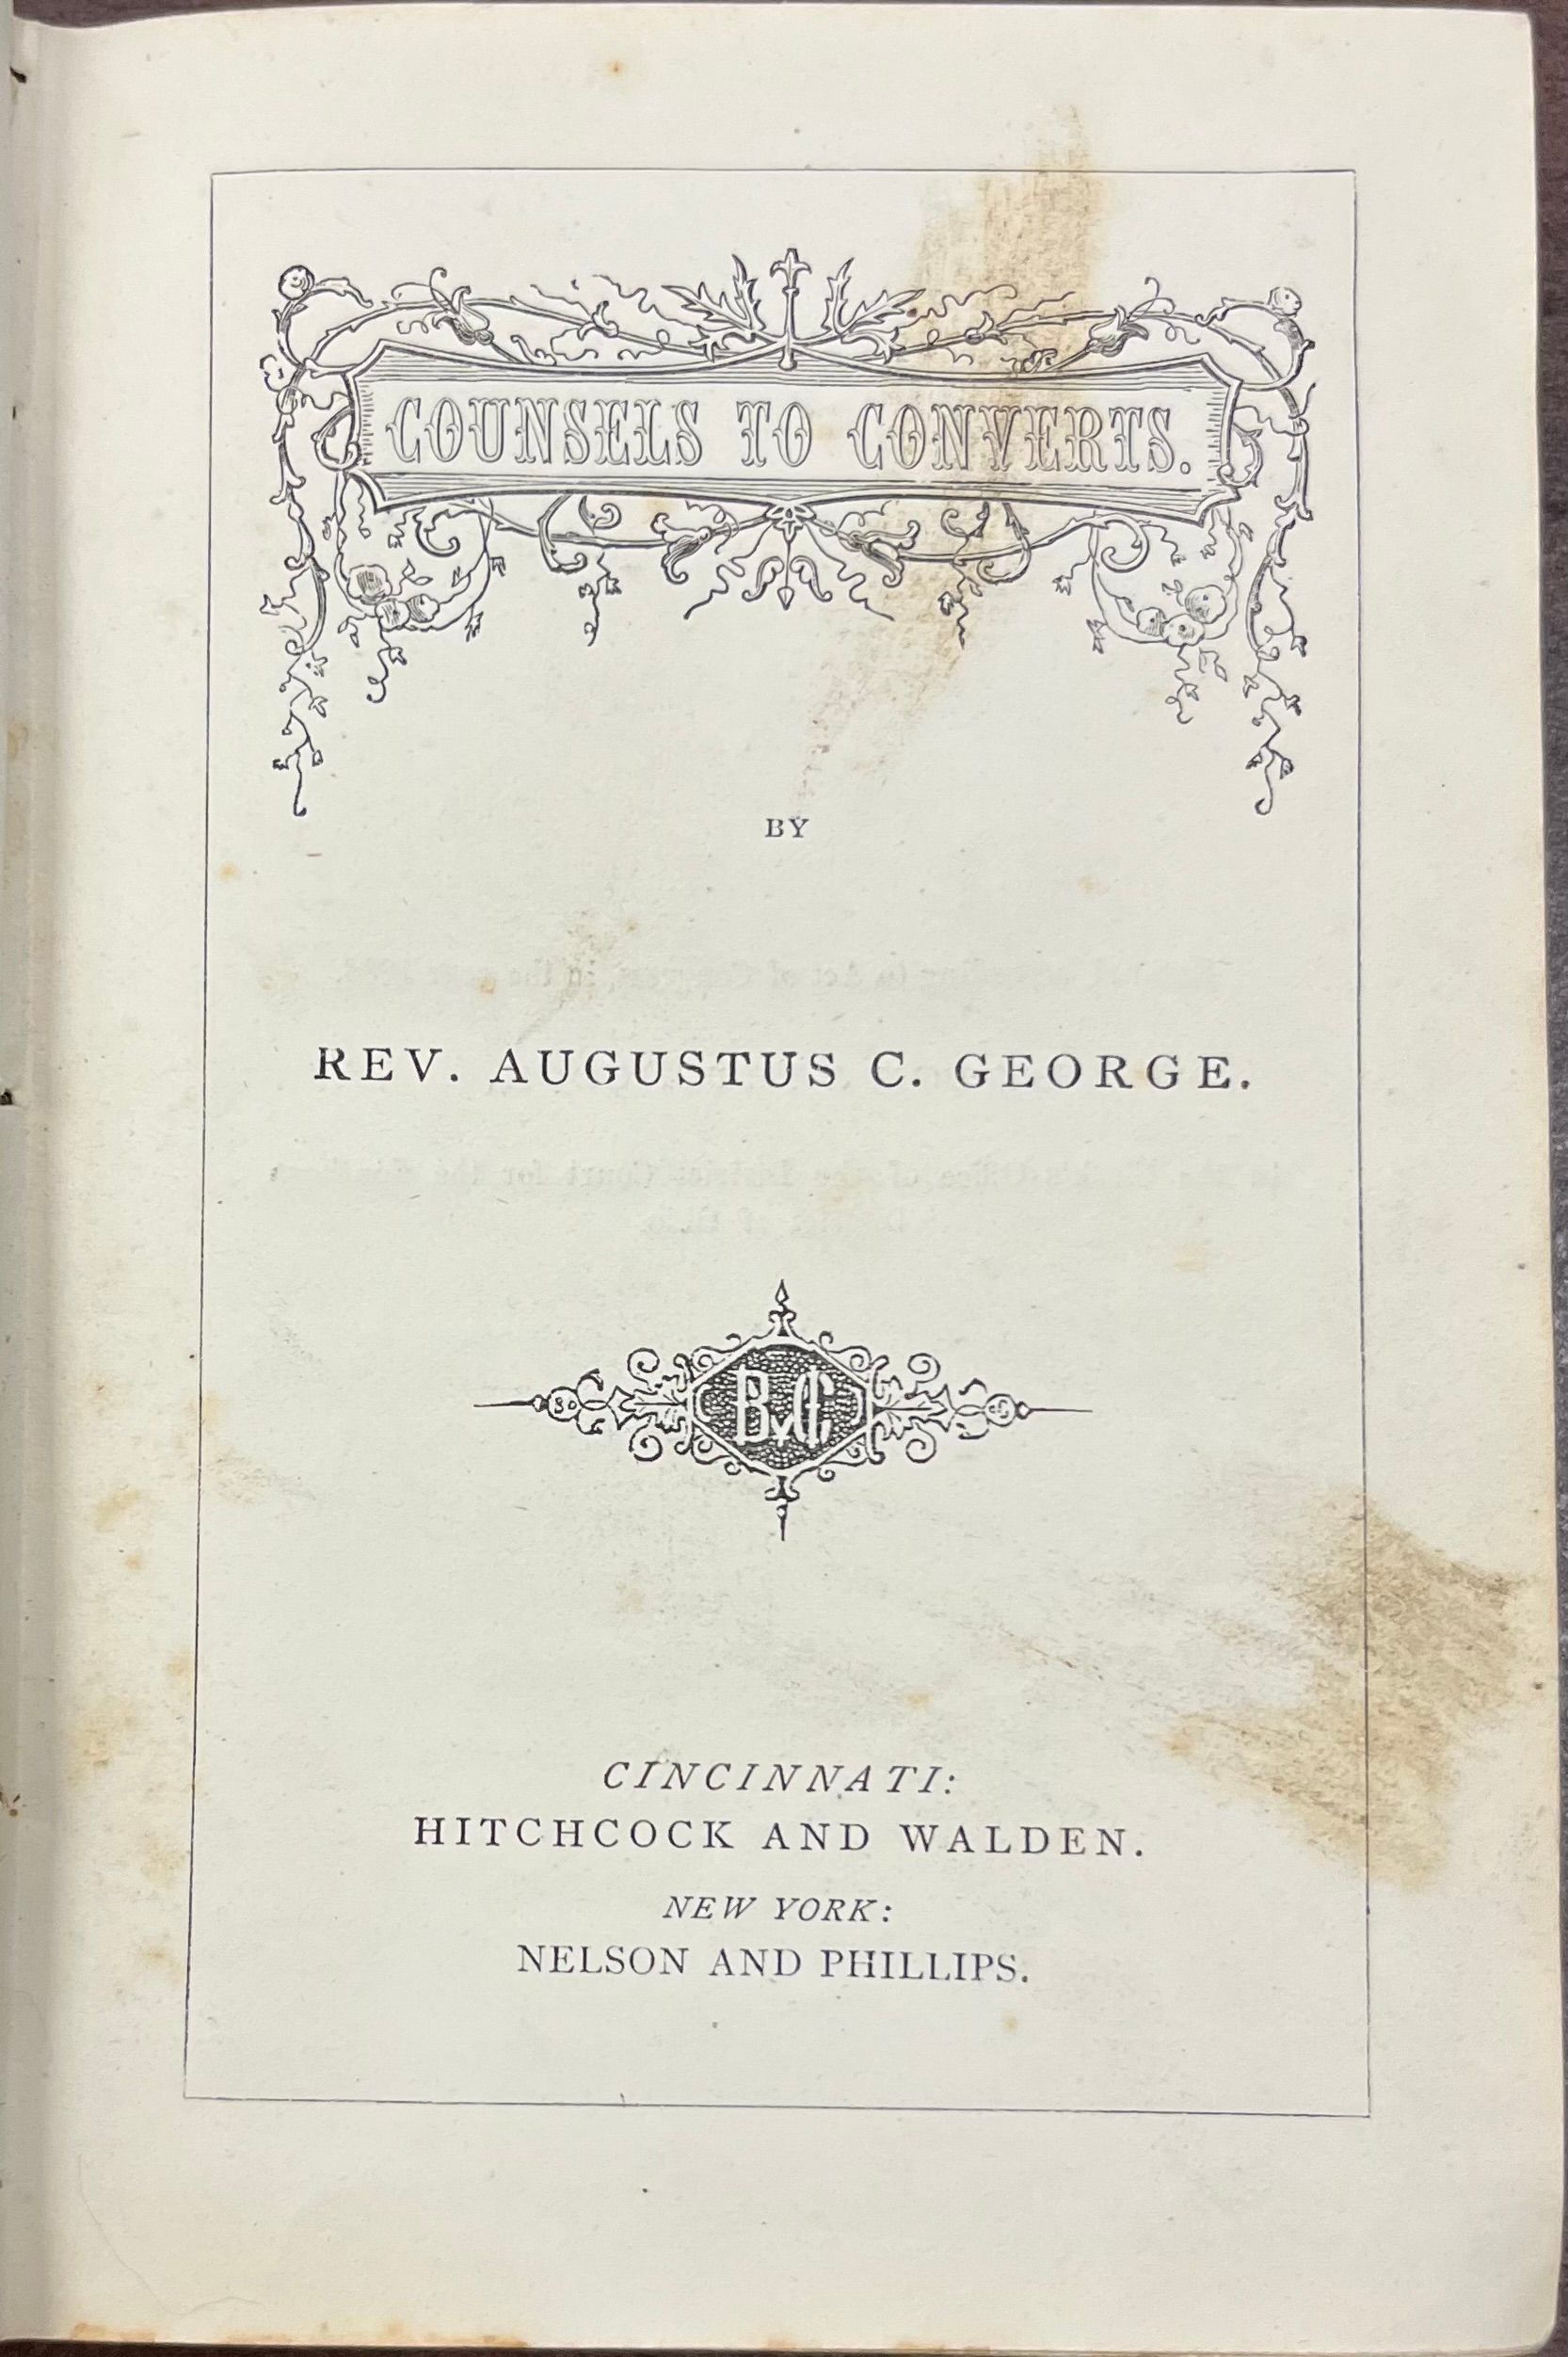 COUNSELS TO CONVERTS.
BY
REV. AUGUSTUS C. GEORGE.
CINCINNATI:
HITCHCOCK AND WALDEN.
NEW YORK:
NELSON AND PHILLIPS.